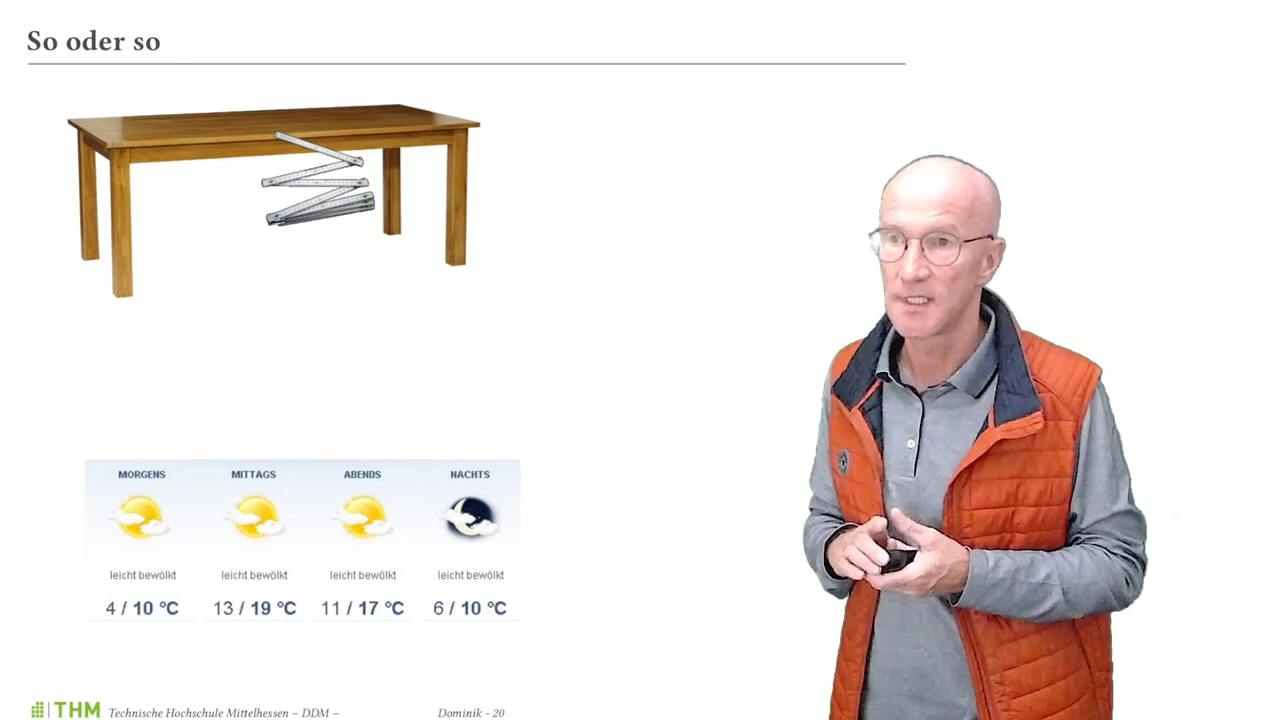 So oder so
MORGENS MITTAGS ABENDS NACHTS
leicht bewölkt leicht bewölkt leicht bewölkt leicht bewölkt
4 / 10 °C 13 / 19 °C 11 / 17 °C 6 / 10 °C
THM Technische Hochschule Mittelhessen – DDM – Dominik - 20